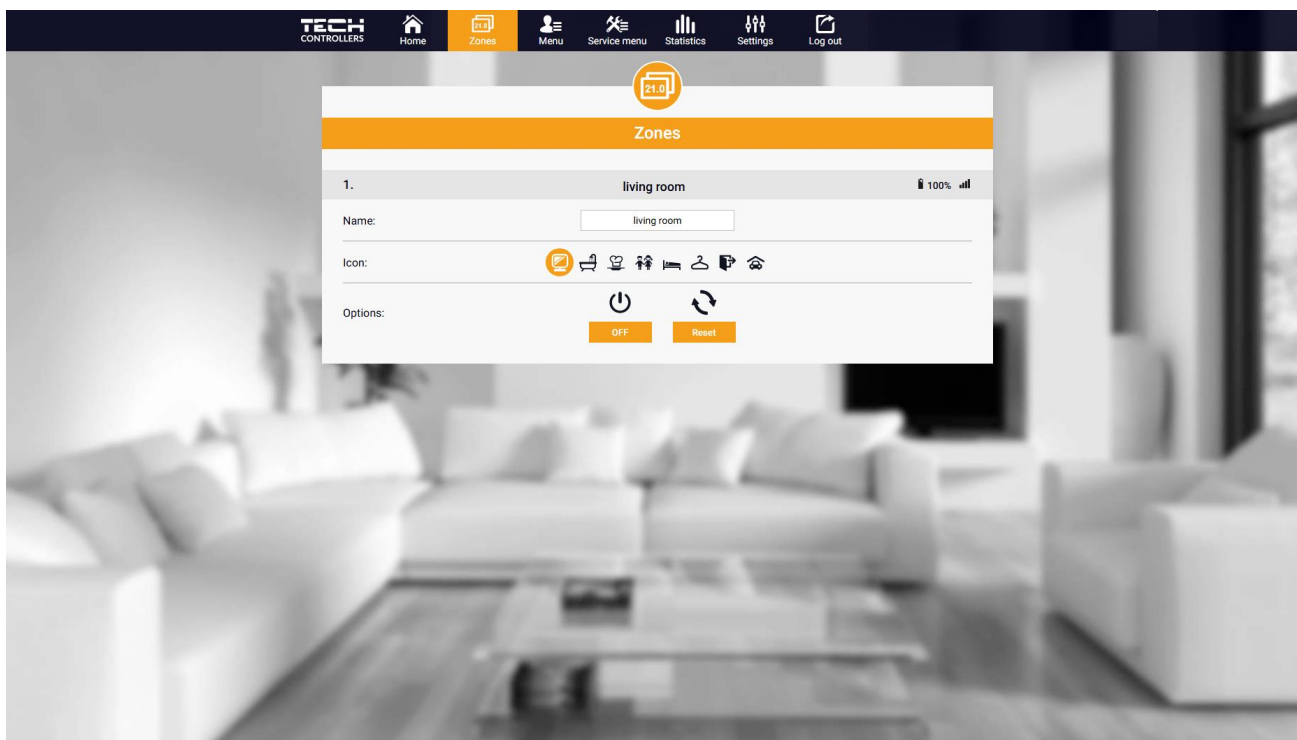 TECH
CONTROLLERS
Home
Zones
Menu
Service menu
Statistics
Settings
Log out
21.0
21.0
Zones
1. living room 100%
Name: living room
Icon:
Options:
OFF Reset